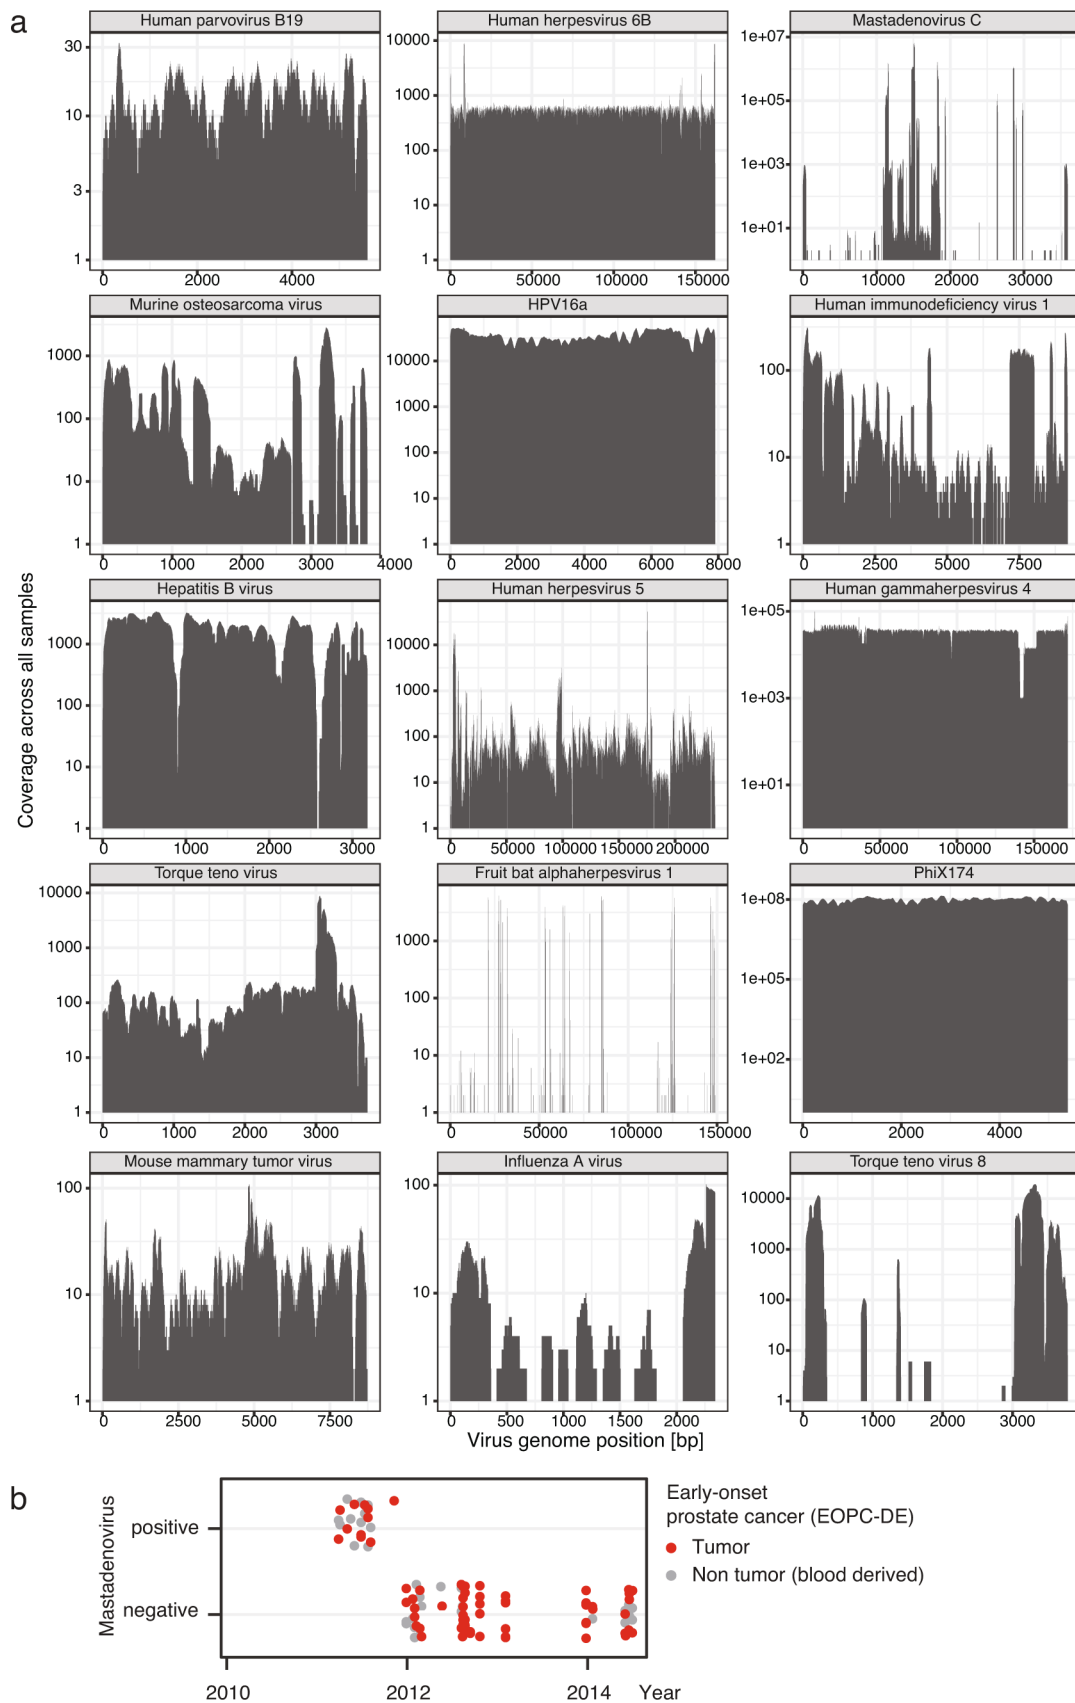 a
Human parvovirus B19
Human herpesvirus 6B
Mastadenovirus C
30
10
3
1
0 2000 4000
10000
1000
100
10
1
0 50000 100000 150000
1e+07
1e+05
1e+03
1e+01
0 10000 20000 30000
Murine osteosarcoma virus
HPV16a
Human immunodeficiency virus 1
1000
100
10
1
0 1000 2000 3000 4000
10000
1000
100
10
1
0 2000 4000 6000 8000
100
10
1
0 2500 5000 7500
Coverage across all samples
Hepatitis B virus
Human herpesvirus 5
Human gammaherpesvirus 4
1000
100
10
1
0 1000 2000 3000
10000
1000
100
10
1
0 50000 100000 150000 200000
1e+05
1e+03
1e+01
0 50000 100000 150000
Torque teno virus
Fruit bat alphaherpesvirus 1
PhiX174
10000
1000
100
10
1
0 1000 2000 3000
1000
100
10
1
0 50000 100000 150000
1e+08
1e+05
1e+02
0 2000 4000
Mouse mammary tumor virus
Influenza A virus
Torque teno virus 8
100
10
1
0 2500 5000 7500
100
10
1
0 500 1000 1500 2000
10000
1000
100
10
1
0 1000 2000 3000
Virus genome position [bp]
b
Mastadenovirus
positive
negative
2010 2012 2014 Year
Early-onset
prostate cancer (EOPC-DE)
Tumor
Non tumor (blood derived)